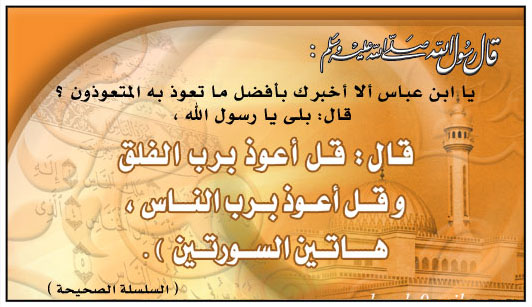 قال رسول الله صلى الله عليه وسلم :
يا ابن عباس ألا أخبرك بأفضل ما تعوذ به المتعوذون ؟
قال: بلى يا رسول الله ،
قال : قل أعوذ برب الفلق
و قل أعوذ برب الناس ،
هاتين السورتين ) .
( السلسلة الصحيحة )